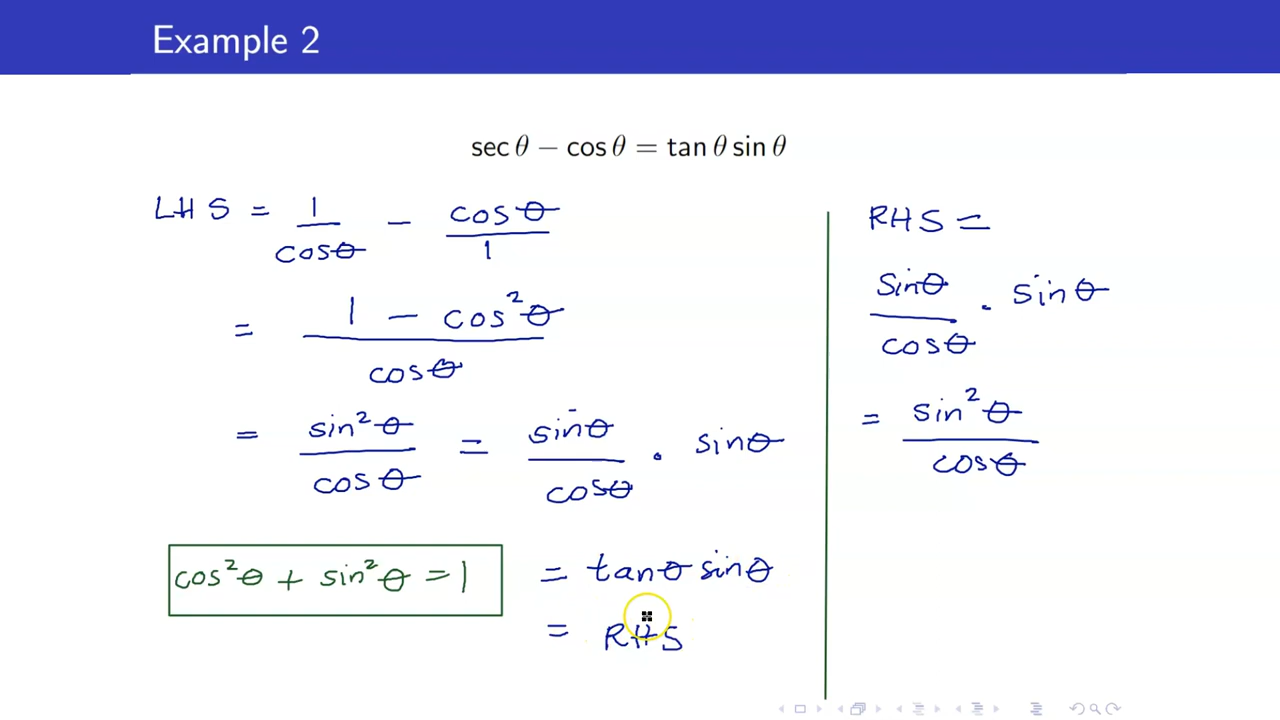 Example 2
sec θ − cos θ = tan θ sin θ
LHS = 1/cosθ − cosθ/1
= (1 − cos²θ)/cosθ
= sin²θ/cosθ = sinθ/cosθ · sinθ
cos²θ + sin²θ = 1
= tanθ sinθ
= RHS
RHS =
sinθ/cosθ · sinθ
= sin²θ/cosθ